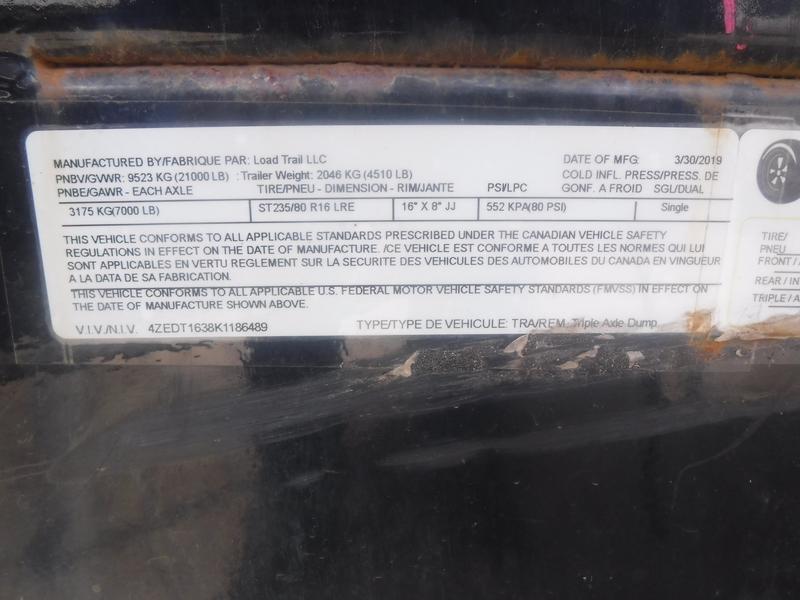 MANUFACTURED BY/FABRIQUE PAR: Load Trail LLC DATE OF MFG: 3/30/2019
PNBV/GVWR: 9523 KG (21000 LB) : Trailer Weight: 2046 KG (4510 LB) COLD INFL. PRESS/PRESS. DE
PNBE/GAWR - EACH AXLE TIRE/PNEU - DIMENSION - RIM/JANTE PSI/LPC GONF. A FROID SGL/DUAL
3175 KG(7000 LB) ST235/80 R16 LRE 16" X 8" JJ 552 KPA(80 PSI) Single
THIS VEHICLE CONFORMS TO ALL APPLICABLE STANDARDS PRESCRIBED UNDER THE CANADIAN VEHICLE SAFETY
REGULATIONS IN EFFECT ON THE DATE OF MANUFACTURE. /CE VEHICLE EST CONFORME A TOUTES LES NORMES QUI LUI
SONT APPLICABLES EN VERTU REGLEMENT SUR LA SECURITE DES VEHICULES DES AUTOMOBILES DU CANADA EN VINGUEUR
A LA DATA DE SA FABRICATION.
THIS VEHICLE CONFORMS TO ALL APPLICABLE U.S. FEDERAL MOTOR VEHICLE SAFETY STANDARDS (FMVSS) IN EFFECT ON
THE DATE OF MANUFACTURE SHOWN ABOVE.
V.I.V./N.I.V. 4ZEDT1638K1186489 TYPE/TYPE DE VEHICULE: TRA/REM Triple Axle Dump
TIRE/
PNEU
FRONT /
REAR / IN
TRIPLE / A